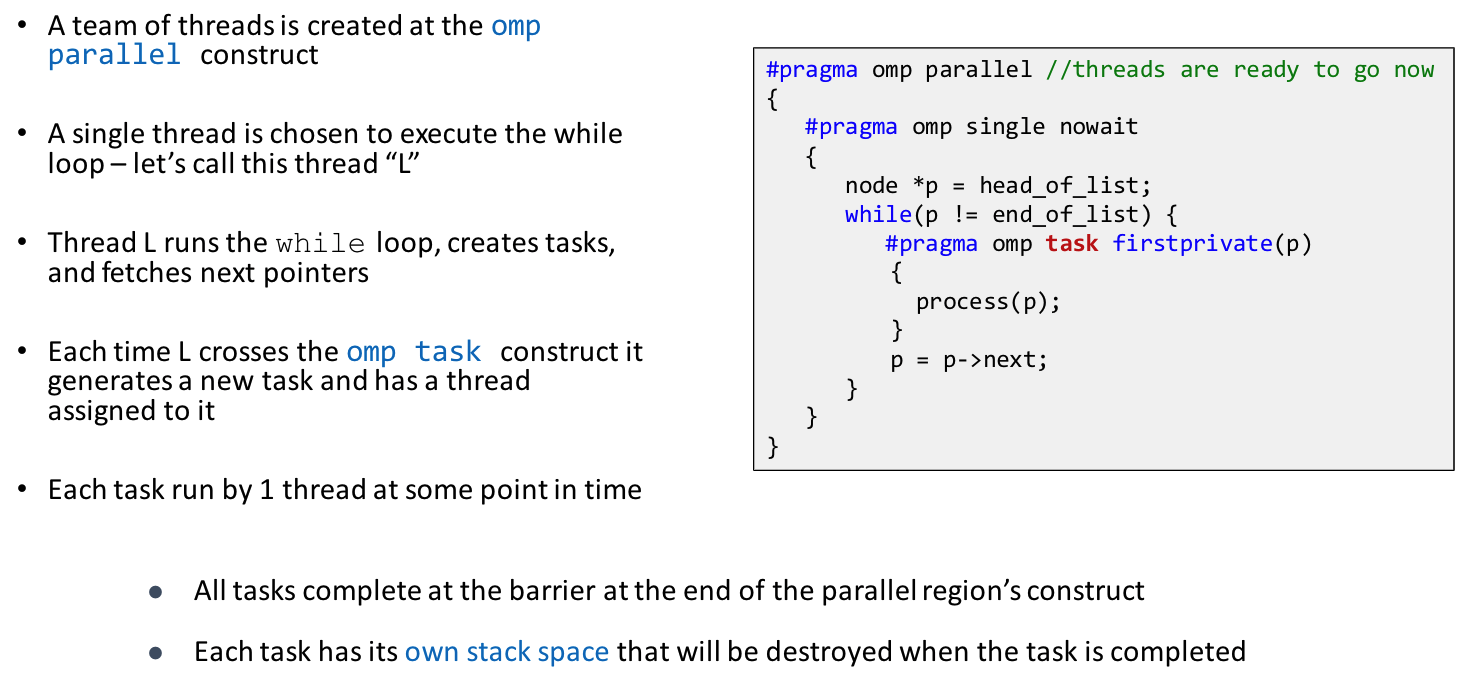 • A team of threads is created at the omp
parallel construct
• A single thread is chosen to execute the while
loop – let’s call this thread “L”
• Thread L runs the while loop, creates tasks,
and fetches next pointers
• Each time L crosses the omp task construct it
generates a new task and has a thread
assigned to it
• Each task run by 1 thread at some point in time
#pragma omp parallel //threads are ready to go now
{
#pragma omp single nowait
{
node *p = head_of_list;
while(p != end_of_list) {
#pragma omp task firstprivate(p)
{
process(p);
}
p = p->next;
}
}
}
● All tasks complete at the barrier at the end of the parallel region’s construct
● Each task has its own stack space that will be destroyed when the task is completed